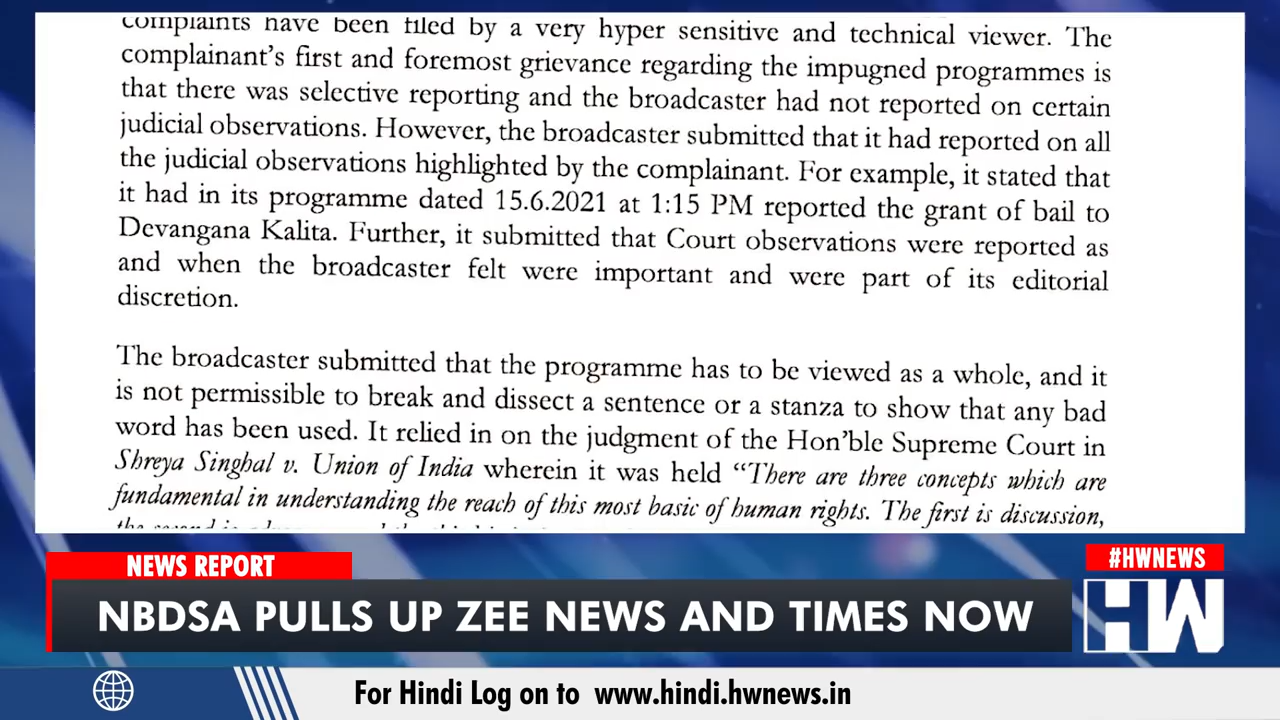 complaints have been filed by a very hyper sensitive and technical viewer. The
complainant's first and foremost grievance regarding the impugned programmes is
that there was selective reporting and the broadcaster had not reported on certain
judicial observations. However, the broadcaster submitted that it had reported on all
the judicial observations highlighted by the complainant. For example, it stated that
it had in its programme dated 15.6.2021 at 1:15 PM reported the grant of bail to
Devangana Kalita. Further, it submitted that Court observations were reported as
and when the broadcaster felt were important and were part of its editorial
discretion.
The broadcaster submitted that the programme has to be viewed as a whole, and it
is not permissible to break and dissect a sentence or a stanza to show that any bad
word has been used. It relied in on the judgment of the Hon'ble Supreme Court in
Shreya Singhal v. Union of India wherein it was held "There are three concepts which are
fundamental in understanding the reach of this most basic of human rights. The first is discussion,
NEWS REPORT
#HWNEWS
NBDSA PULLS UP ZEE NEWS AND TIMES NOW
HW
For Hindi Log on to www.hindi.hwnews.in